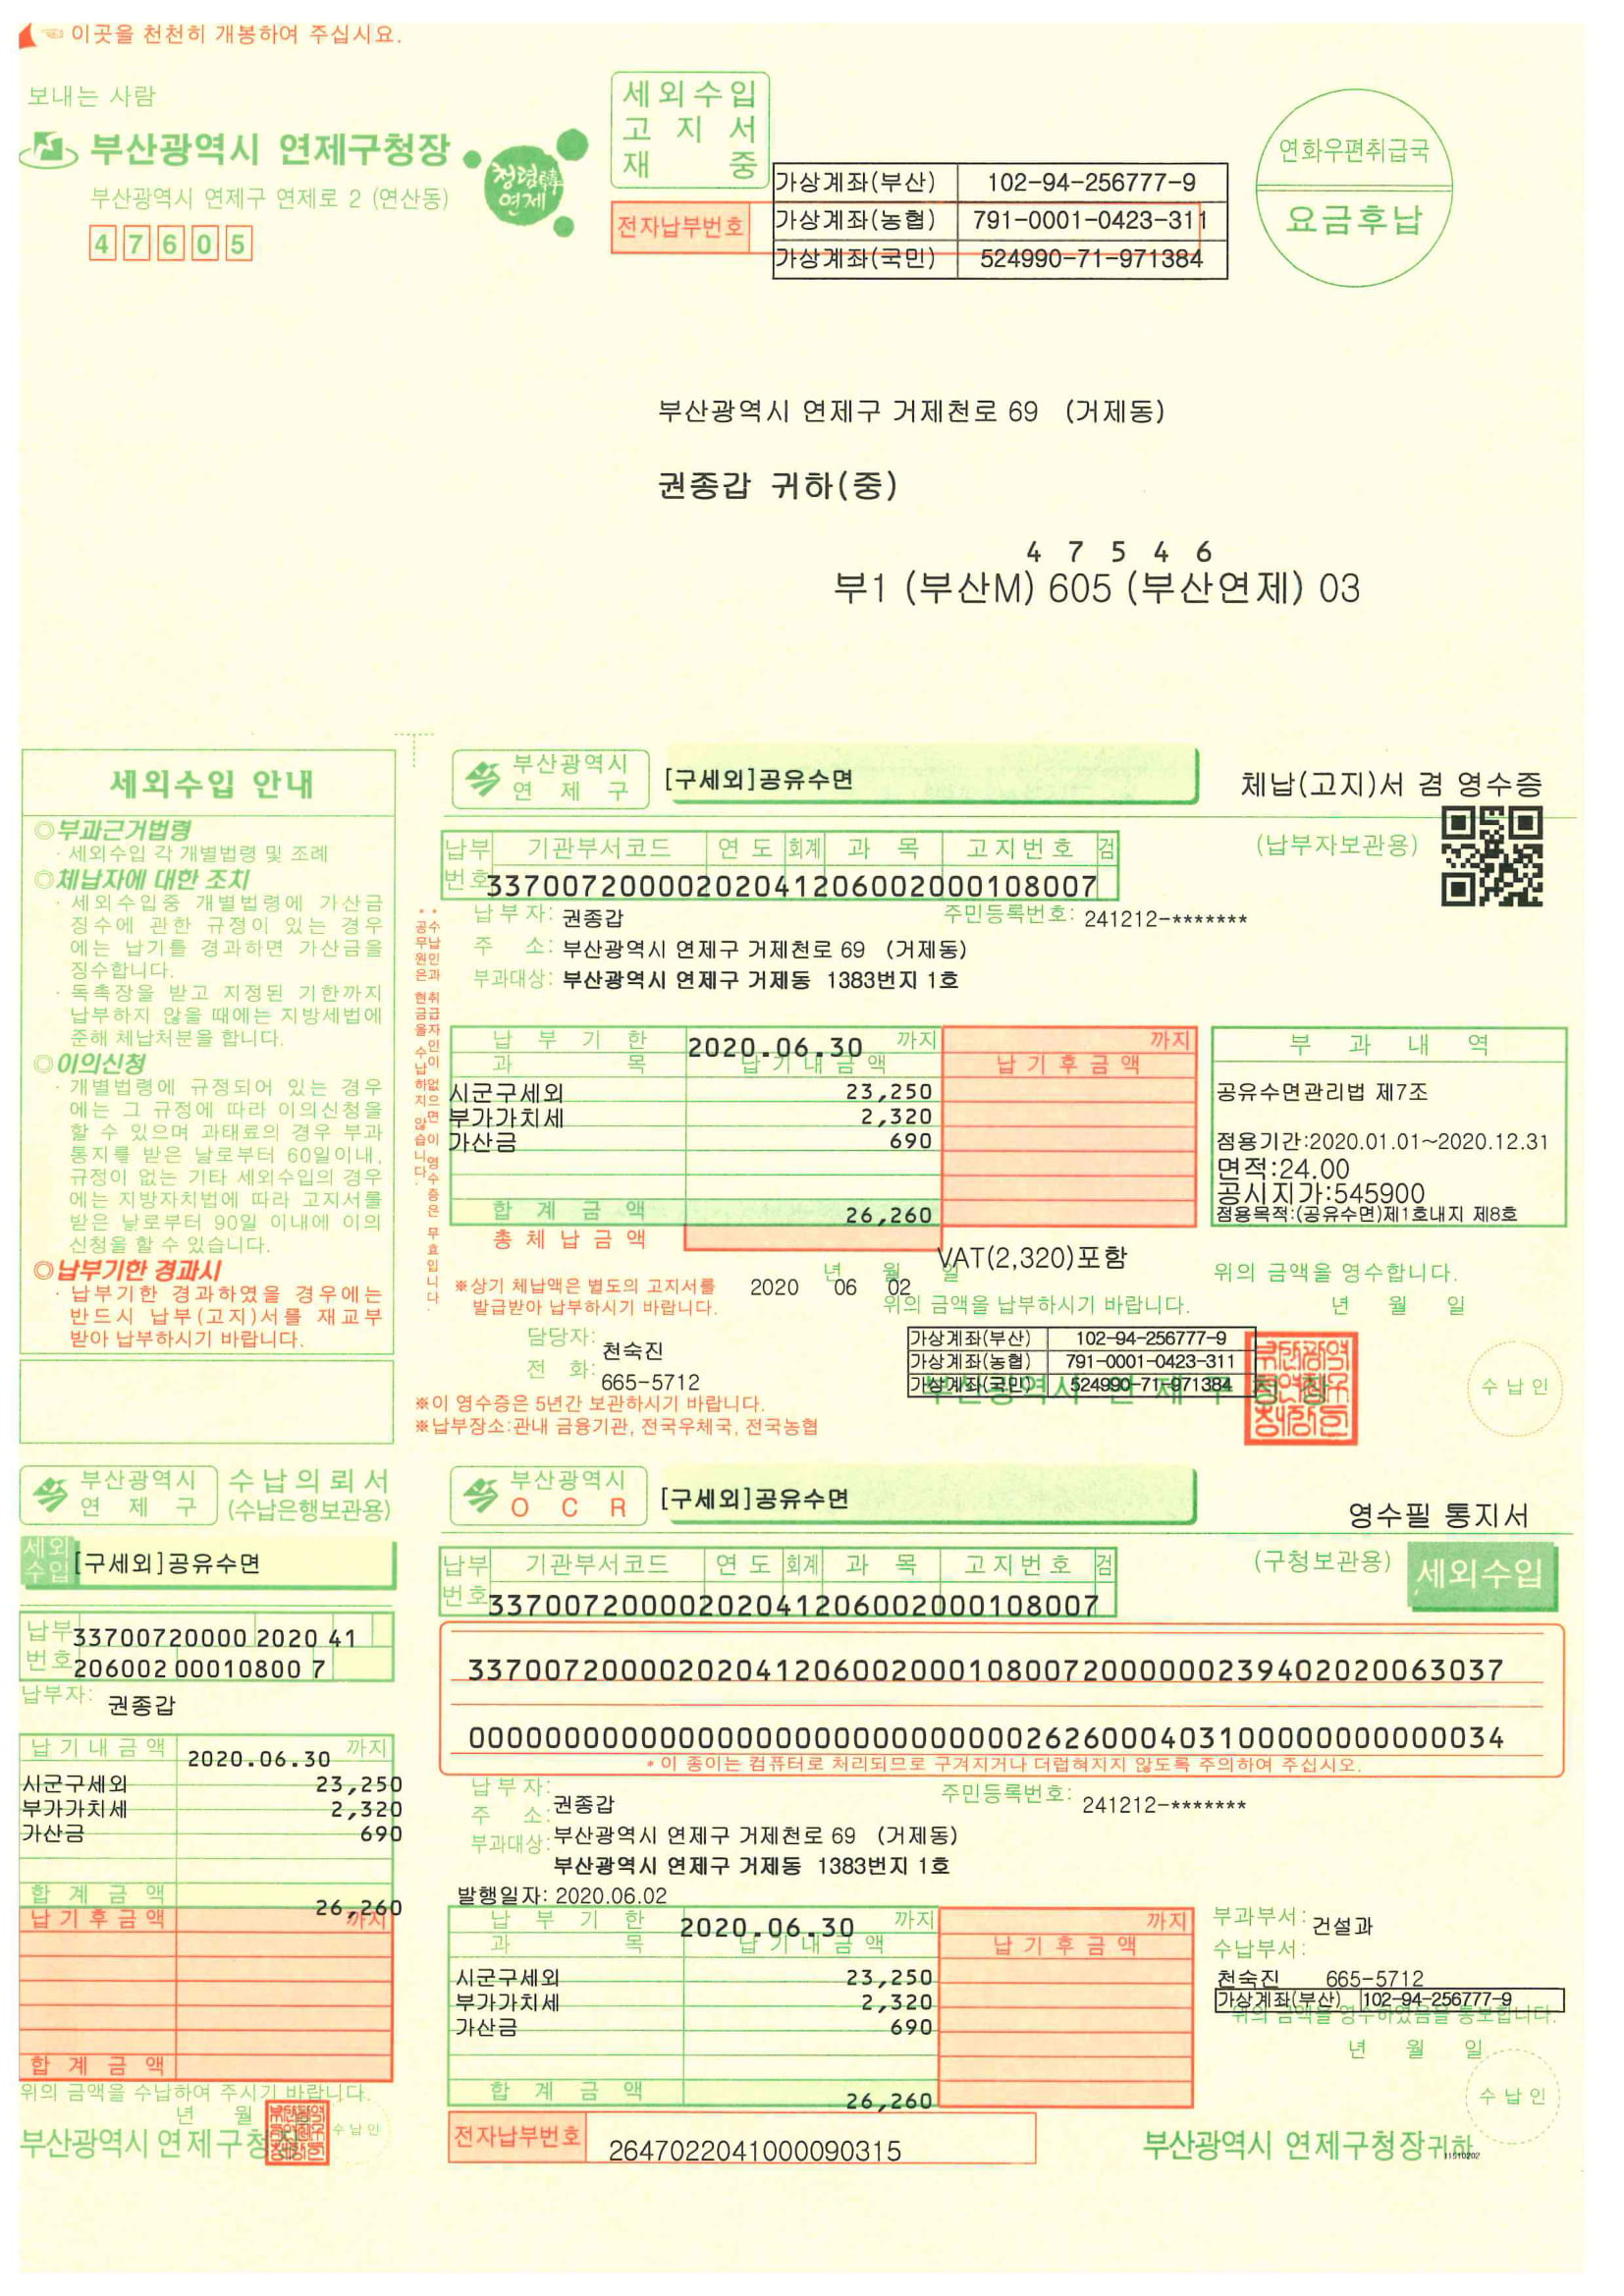 이곳을 천천히 개봉하여 주십시요.
보내는 사람
부산광역시 연제구청장
부산광역시 연제구 연제로 2 (연산동)
4 7 6 0 5
청렴
연제
세외수입
고 지 서
재 중
전자납부번호
가상계좌(부산) 102-94-256777-9
가상계좌(농협) 791-0001-0423-311
가상계좌(국민) 524990-71-971384
연화우편취급국
요금후납
부산광역시 연제구 거제천로 69 (거제동)
권종갑 귀하(중)
4 7 5 4 6
부1 (부산M) 605 (부산연제) 03
세외수입 안내
◎부과근거법령
· 세외수입 각 개별법령 및 조례
◎체납자에 대한 조치
· 세외수입중 개별법령에 가산금
징수에 관한 규정이 있는 경우
에는 납기를 경과하면 가산금을
징수합니다.
· 독촉장을 받고 지정된 기한까지
납부하지 않을 때에는 지방세법에
준해 체납처분을 합니다.
◎이의신청
· 개별법령에 규정되어 있는 경우
에는 그 규정에 따라 이의신청을
할 수 있으며 과태료의 경우 부과
통지를 받은 날로부터 60일이내,
규정이 없는 기타 세외수입의 경우
에는 지방자치법에 따라 고지서를
받은 날로부터 90일 이내에 이의
신청을 할 수 있습니다.
◎납부기한 경과시
· 납부기한 경과하였을 경우에는
반드시 납부(고지)서를 재교부
받아 납부하시기 바랍니다.
* 수납인과 취급자인이 없으면 이 영수증은 무효입니다.
* 공무원은 현금을 수납하지 않습니다.
부산광역시
연 제 구
[구세외]공유수면
체납(고지)서 겸 영수증
(납부자보관용)
납부 기관부서코드 연 도 회계 과 목 고지번호 검
번호 33700720000202041206002000108007
납 부 자: 권종갑 주민등록번호: 241212-*******
주 소: 부산광역시 연제구 거제천로 69 (거제동)
부과대상: 부산광역시 연제구 거제동 1383번지 1호
납 부 기 한 2020.06.30 까지 까지
과 목 납 기 내 금 액 납 기 후 금 액
시군구세외 23,250
부가가치세 2,320
가산금 690
합 계 금 액 26,260
총 체 납 금 액
부 과 내 역
공유수면관리법 제7조
점용기간:2020.01.01~2020.12.31
면적:24.00
공시지가:545900
점용목적:(공유수면)제1호내지 제8호
VAT(2,320)포함
※상기 체납액은 별도의 고지서를
발급받아 납부하시기 바랍니다.
2020 년 06 월 02 일
위의 금액을 납부하시기 바랍니다.
위의 금액을 영수합니다.
년 월 일
담당자: 천숙진
전 화: 665-5712
가상계좌(부산) 102-94-256777-9
가상계좌(농협) 791-0001-0423-311
가상계좌(국민) 524990-71-971384
부산광역시 연 제 구 청 장
수 납 인
※이 영수증은 5년간 보관하시기 바랍니다.
※납부장소:관내 금융기관, 전국우체국, 전국농협
부산광역시
연 제 구
수 납 의 뢰 서
(수납은행보관용)
세외
수입
[구세외]공유수면
납부 33700720000 2020 41
번호 206002 00010800 7
납부자: 권종갑
납 기 내 금 액 2020.06.30 까지
시군구세외 23,250
부가가치세 2,320
가산금 690
합 계 금 액 26,260
납 기 후 금 액 까지
합 계 금 액
위의 금액을 수납하여 주시기 바랍니다.
년 월
부산광역시 연제구청장
수 납 인
부산광역시
O C R
[구세외]공유수면
영수필 통지서
(구청보관용)
세외수입
납부 기관부서코드 연 도 회계 과 목 고지번호 검
번호 33700720000202041206002000108007
337007200002020412060020001080072000000239402020063037
000000000000000000000000000002626000403100000000000034
* 이 종이는 컴퓨터로 처리되므로 구겨지거나 더럽혀지지 않도록 주의하여 주십시오.
납 부 자: 권종갑 주민등록번호: 241212-*******
주 소: 부산광역시 연제구 거제천로 69 (거제동)
부과대상: 부산광역시 연제구 거제동 1383번지 1호
발행일자: 2020.06.02
납 부 기 한 2020.06.30 까지 까지
과 목 납 기 내 금 액 납 기 후 금 액
시군구세외 23,250
부가가치세 2,320
가산금 690
합 계 금 액 26,260
부과부서: 건설과
수납부서:
천숙진 665-5712
가상계좌(부산) 102-94-256777-9
위의 금액을 영수하였음을 통보합니다.
년 월 일
수 납 인
전자납부번호 2647022041000090315
부산광역시 연제구청장귀하